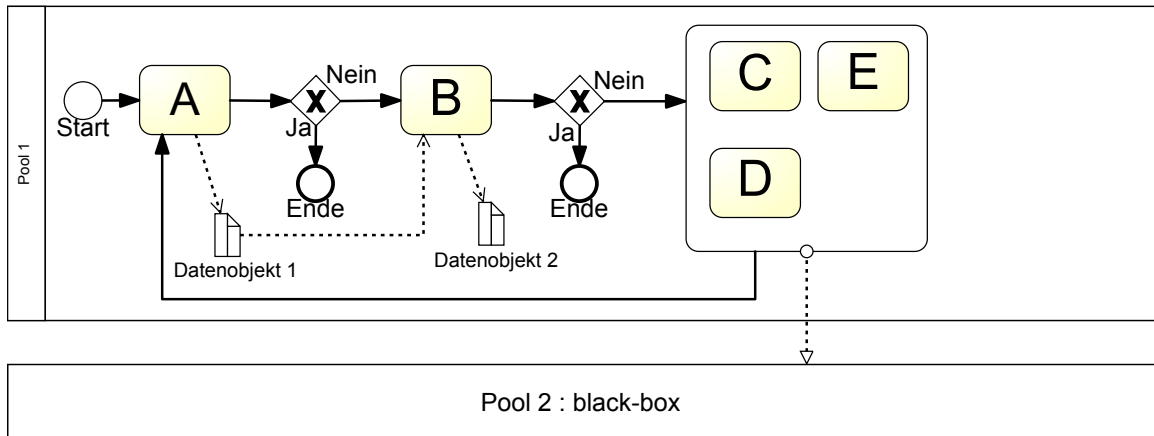 Pool 1
Start
A
Nein
Ja
Ende
B
Nein
Ja
Ende
C
E
D
Datenobjekt 1
Datenobjekt 2
Pool 2 : black-box